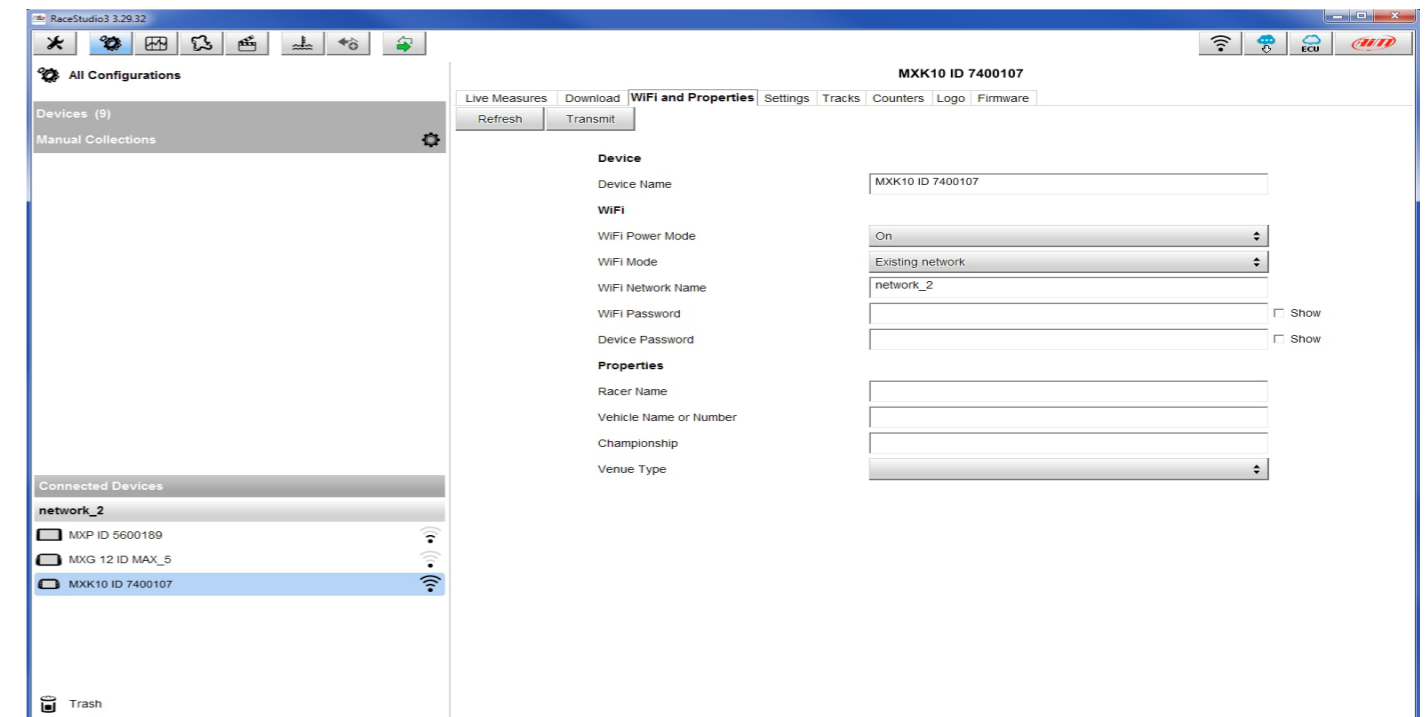 RaceStudio3 3.29.32
ECU
AiM
All Configurations
MXK10 ID 7400107
Live Measures Download WiFi and Properties Settings Tracks Counters Logo Firmware
Devices (9)
Refresh Transmit
Manual Collections
Device
Device Name MXK10 ID 7400107
WiFi
WiFi Power Mode On
WiFi Mode Existing network
WiFi Network Name network_2
WiFi Password Show
Device Password Show
Properties
Racer Name
Vehicle Name or Number
Championship
Venue Type
Connected Devices
network_2
MXP ID 5600189
MXG 12 ID MAX_5
MXK10 ID 7400107
Trash